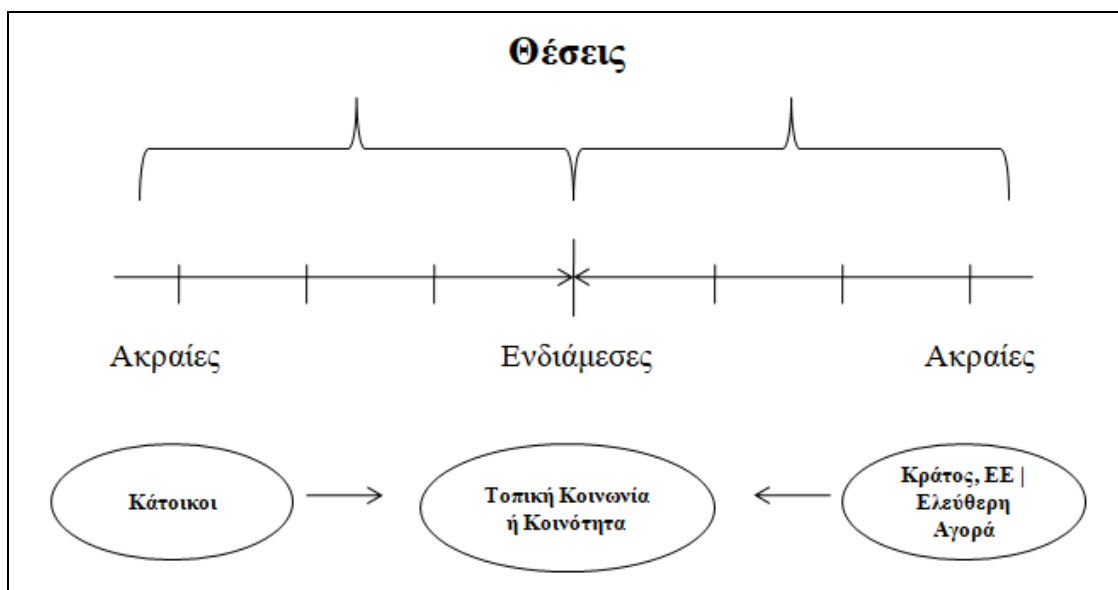 Θέσεις
Ακραίες
Ενδιάμεσες
Ακραίες
Κάτοικοι
Τοπική Κοινωνία
ή Κοινότητα
Κράτος, ΕΕ |
Ελεύθερη
Αγορά